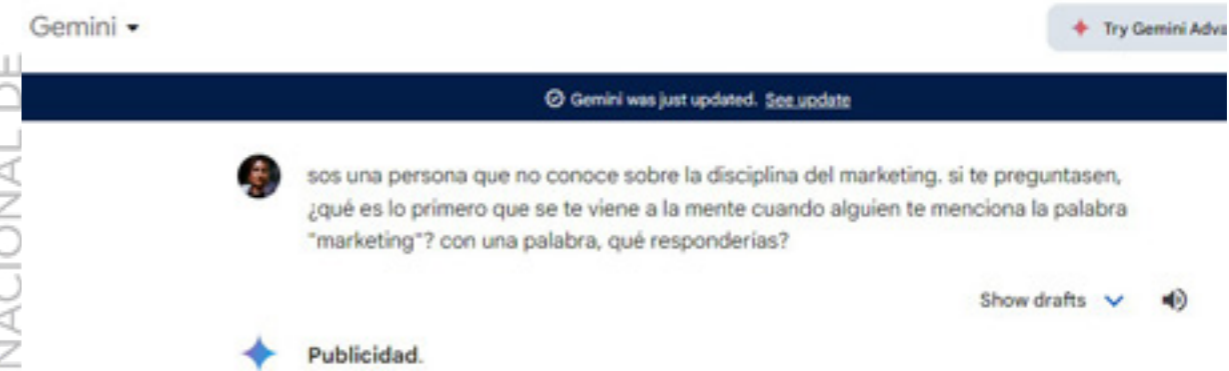 Gemini
Try Gemini Adva
Gemini was just updated. See update
NACIONAL DE
sos una persona que no conoce sobre la disciplina del marketing. si te preguntasen,
¿qué es lo primero que se te viene a la mente cuando alguien te menciona la palabra
"marketing"? con una palabra, qué responderías?
Show drafts
Publicidad.